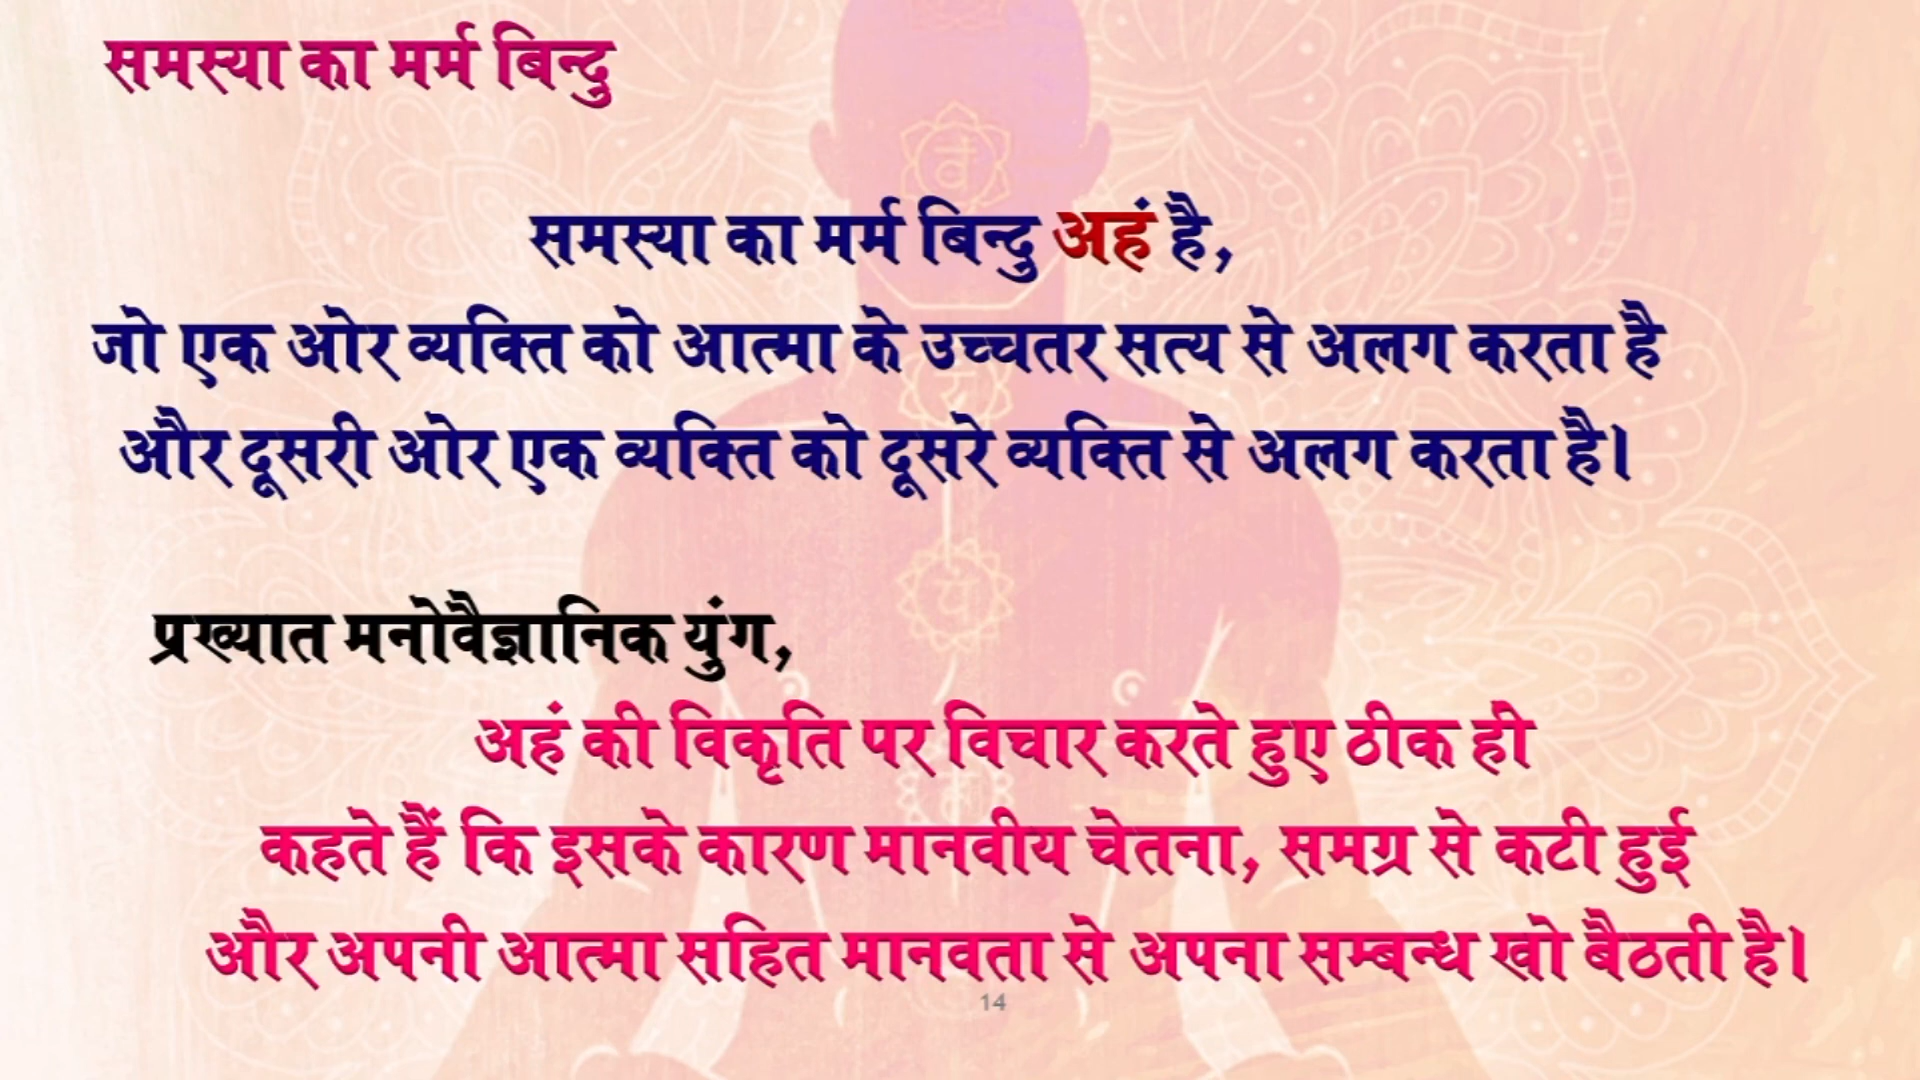 समस्या का मर्म बिन्दु
समस्या का मर्म बिन्दु अहं है,
जो एक ओर व्यक्ति को आत्मा के उच्चतर सत्य से अलग करता है
और दूसरी ओर एक व्यक्ति को दूसरे व्यक्ति से अलग करता है।
प्रख्यात मनोवैज्ञानिक युंग,
अहं की विकृति पर विचार करते हुए ठीक ही
कहते हैं कि इसके कारण मानवीय चेतना, समग्र से कटी हुई
और अपनी आत्मा सहित मानवता से अपना सम्बन्ध खो बैठती है।
14